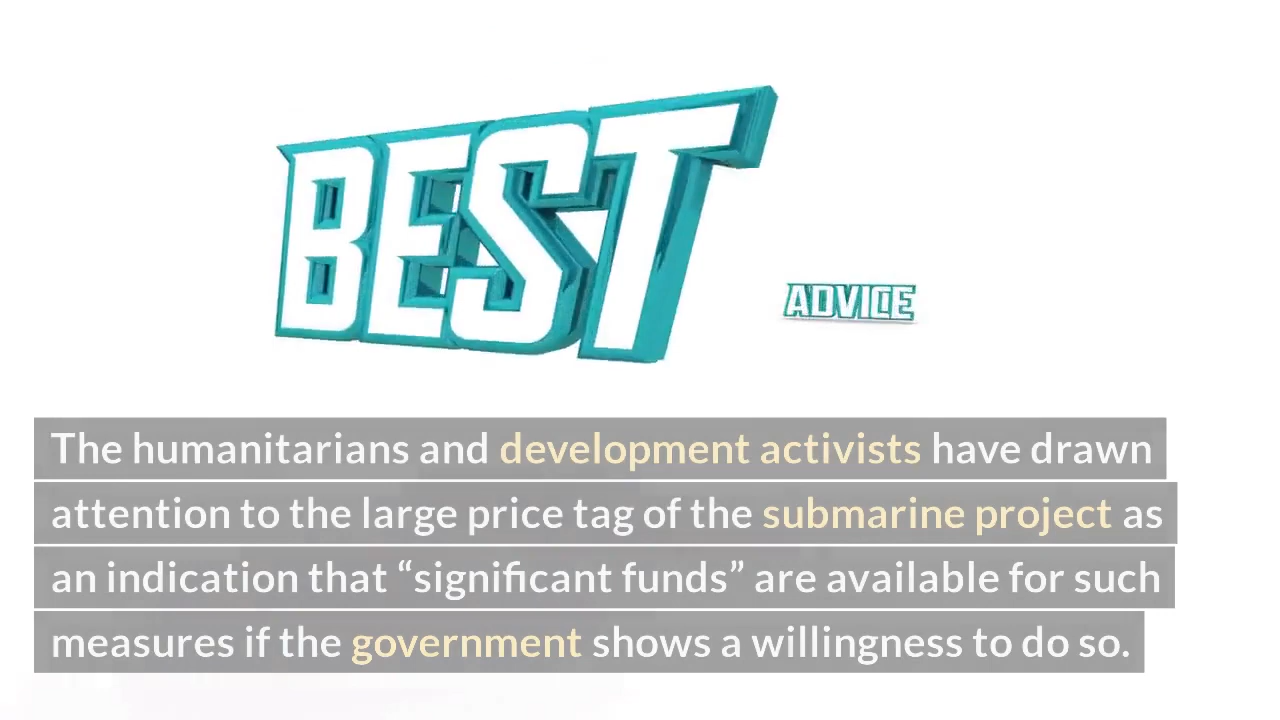 BEST
ADVICE
The humanitarians and development activists have drawn
attention to the large price tag of the submarine project as
an indication that “significant funds” are available for such
measures if the government shows a willingness to do so.